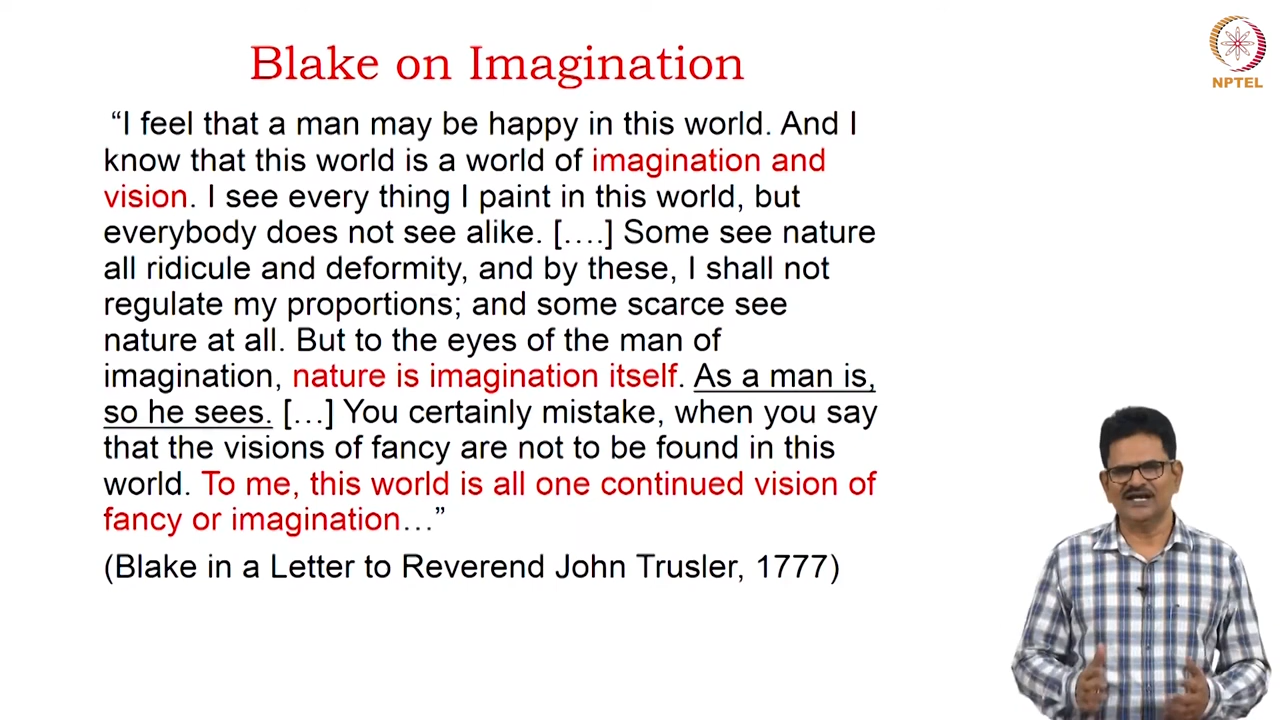 Blake on Imagination
NPTEL
“I feel that a man may be happy in this world. And I
know that this world is a world of imagination and
vision. I see every thing I paint in this world, but
everybody does not see alike. [….] Some see nature
all ridicule and deformity, and by these, I shall not
regulate my proportions; and some scarce see
nature at all. But to the eyes of the man of
imagination, nature is imagination itself. As a man is,
so he sees. […] You certainly mistake, when you say
that the visions of fancy are not to be found in this
world. To me, this world is all one continued vision of
fancy or imagination…”
(Blake in a Letter to Reverend John Trusler, 1777)